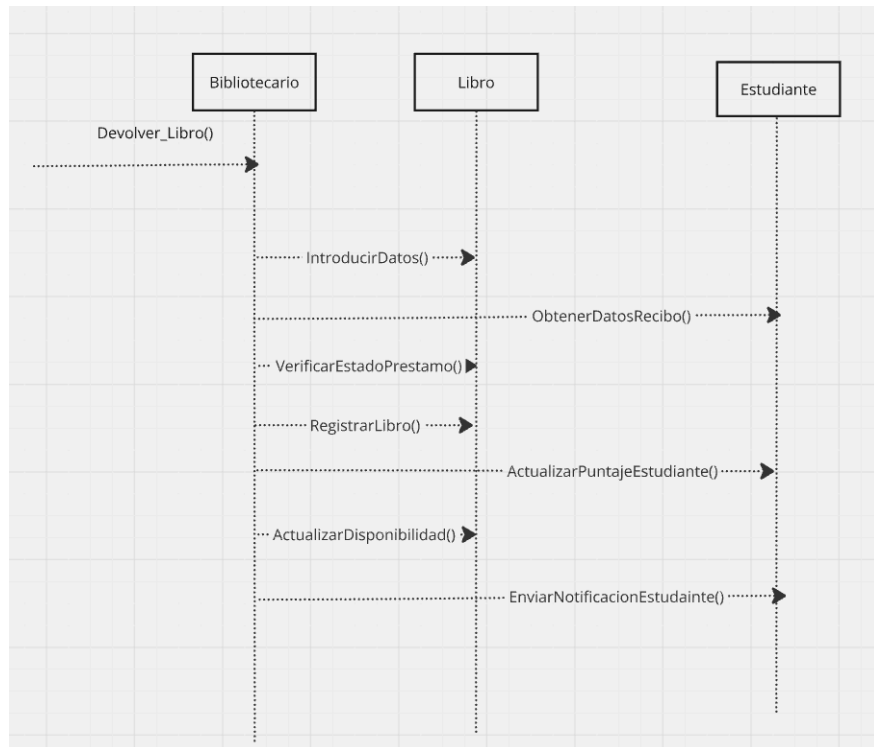 Bibliotecario
Libro
Estudiante
Devolver_Libro()
IntroducirDatos()
ObtenerDatosRecibo()
VerificarEstadoPrestamo()
RegistrarLibro()
ActualizarPuntajeEstudiante()
ActualizarDisponibilidad()
EnviarNotificacionEstudainte()